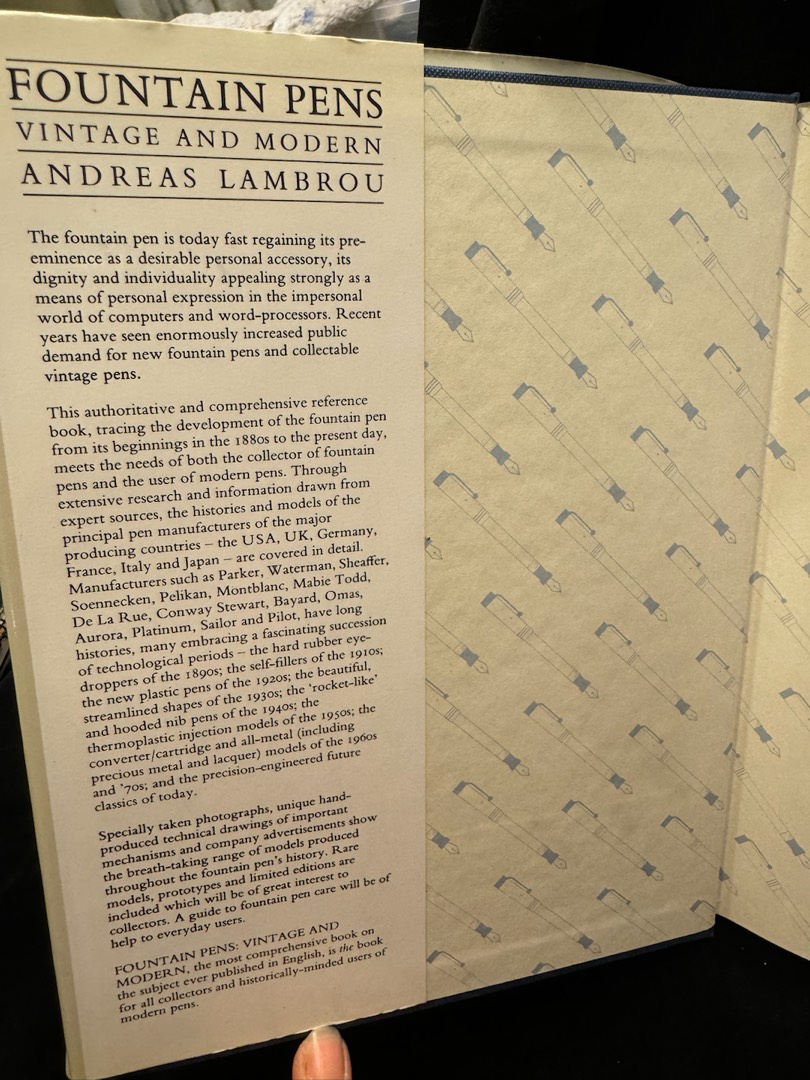 FOUNTAIN PENS
VINTAGE AND MODERN
ANDREAS LAMBROU
The fountain pen is today fast regaining its pre-
eminence as a desirable personal accessory, its
dignity and individuality appealing strongly as a
means of personal expression in the impersonal
world of computers and word-processors. Recent
years have seen enormously increased public
demand for new fountain pens and collectable
vintage pens.
This authoritative and comprehensive reference
book, tracing the development of the fountain pen
from its beginnings in the 1880s to the present day,
meets the needs of both the collector of fountain
pens and the user of modern pens. Through
extensive research and information drawn from
expert sources, the histories and models of the
principal pen manufacturers of the major
producing countries – the USA, UK, Germany,
France, Italy and Japan – are covered in detail.
Manufacturers such as Parker, Waterman, Sheaffer,
Soennecken, Pelikan, Montblanc, Mabie Todd,
De La Rue, Conway Stewart, Bayard, Omas,
Aurora, Platinum, Sailor and Pilot, have long
histories, many embracing a fascinating succession
of technological periods – the hard rubber eye-
droppers of the 1890s; the self-fillers of the 1910s;
the new plastic pens of the 1920s; the beautiful,
streamlined shapes of the 1930s; the ‘rocket-like’
and hooded nib pens of the 1940s; the
thermoplastic injection models of the 1950s; the
converter/cartridge and all-metal (including
precious metal and lacquer) models of the 1960s
and ’70s; and the precision-engineered future
classics of today.
Specially taken photographs, unique hand-
produced technical drawings of important
mechanisms and company advertisements show
the breath-taking range of models produced
throughout the fountain pen’s history. Rare
models, prototypes and limited editions are
included which will be of great interest to
collectors. A guide to fountain pen care will be of
help to everyday users.
FOUNTAIN PENS: VINTAGE AND
MODERN, the most comprehensive book on
the subject ever published in English, is the book
for all collectors and historically-minded users of
modern pens.